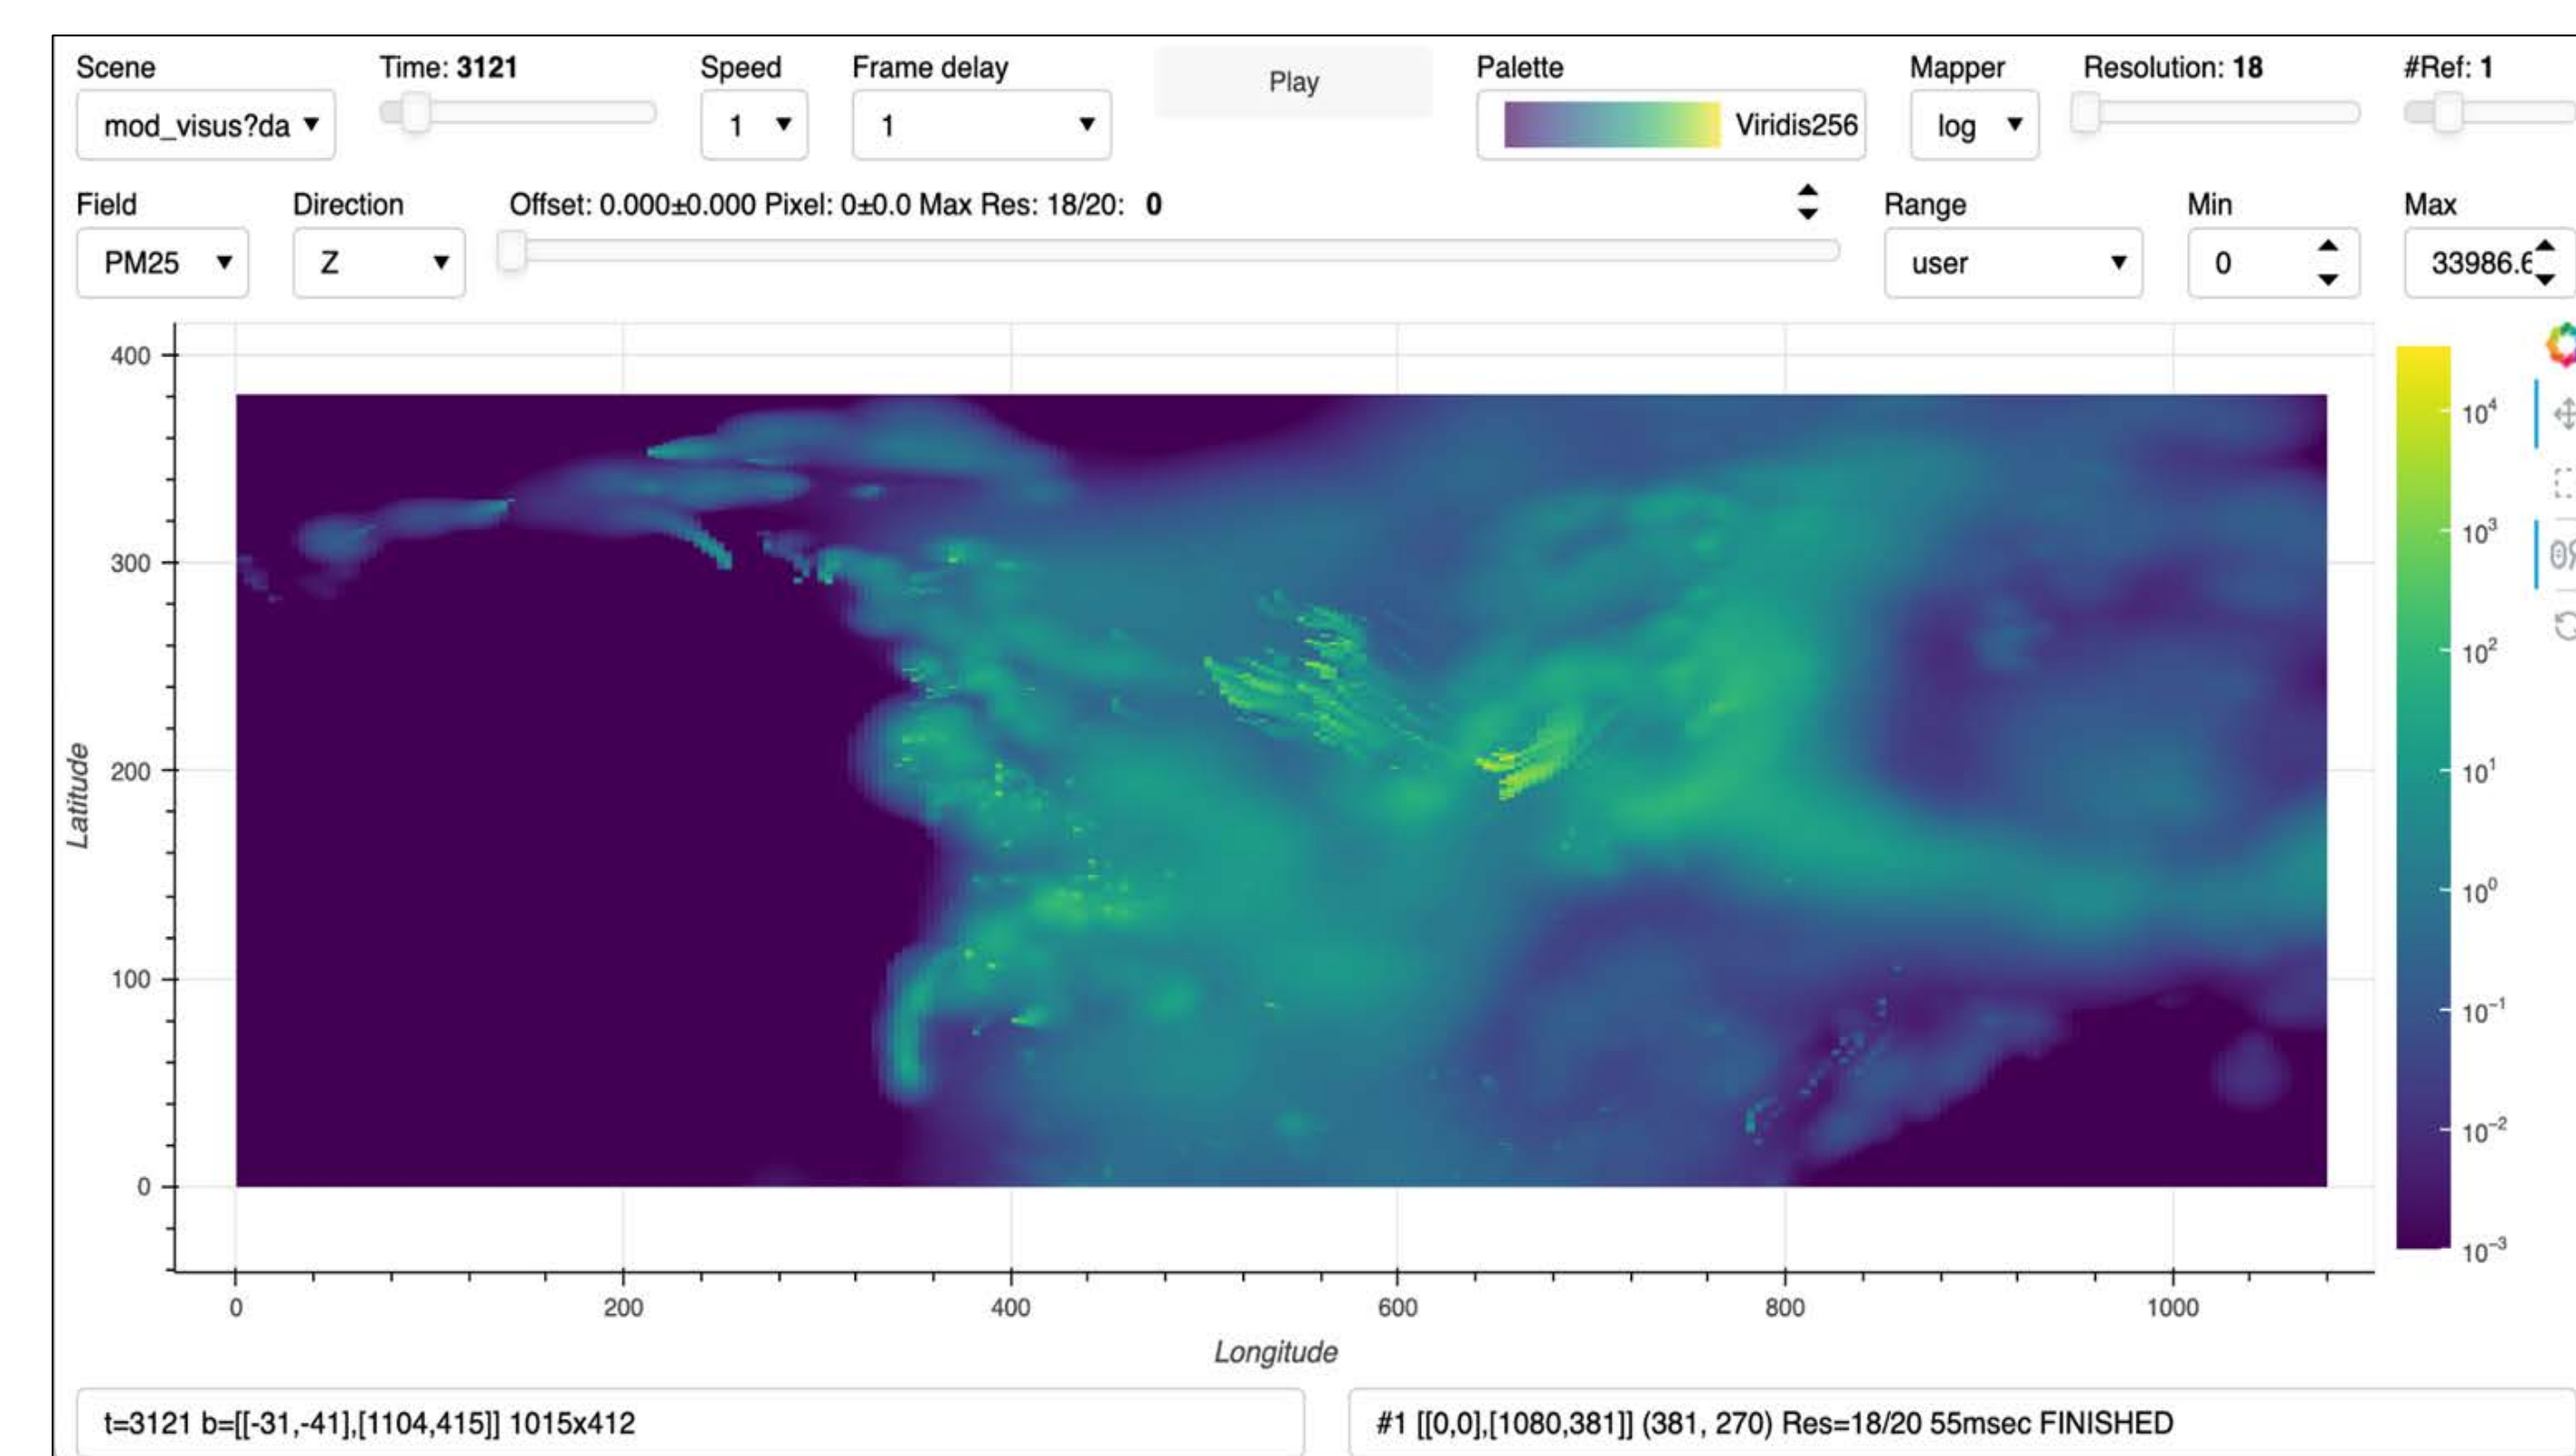 Scene Time: 3121 Speed Frame delay Play Palette Mapper Resolution: 18 #Ref: 1
mod_visus?da 1 1 Viridis256 log
Field Direction Offset: 0.000±0.000 Pixel: 0±0.0 Max Res: 18/20: 0 Range Min Max
PM25 Z user 0 33986.6
400
300
200
100
0
Latitude
10⁴
10³
10²
10¹
10⁰
10⁻¹
10⁻²
10⁻³
0 200 400 600 800 1000
Longitude
t=3121 b=[[-31,-41],[1104,415]] 1015x412
#1 [[0,0],[1080,381]] (381, 270) Res=18/20 55msec FINISHED